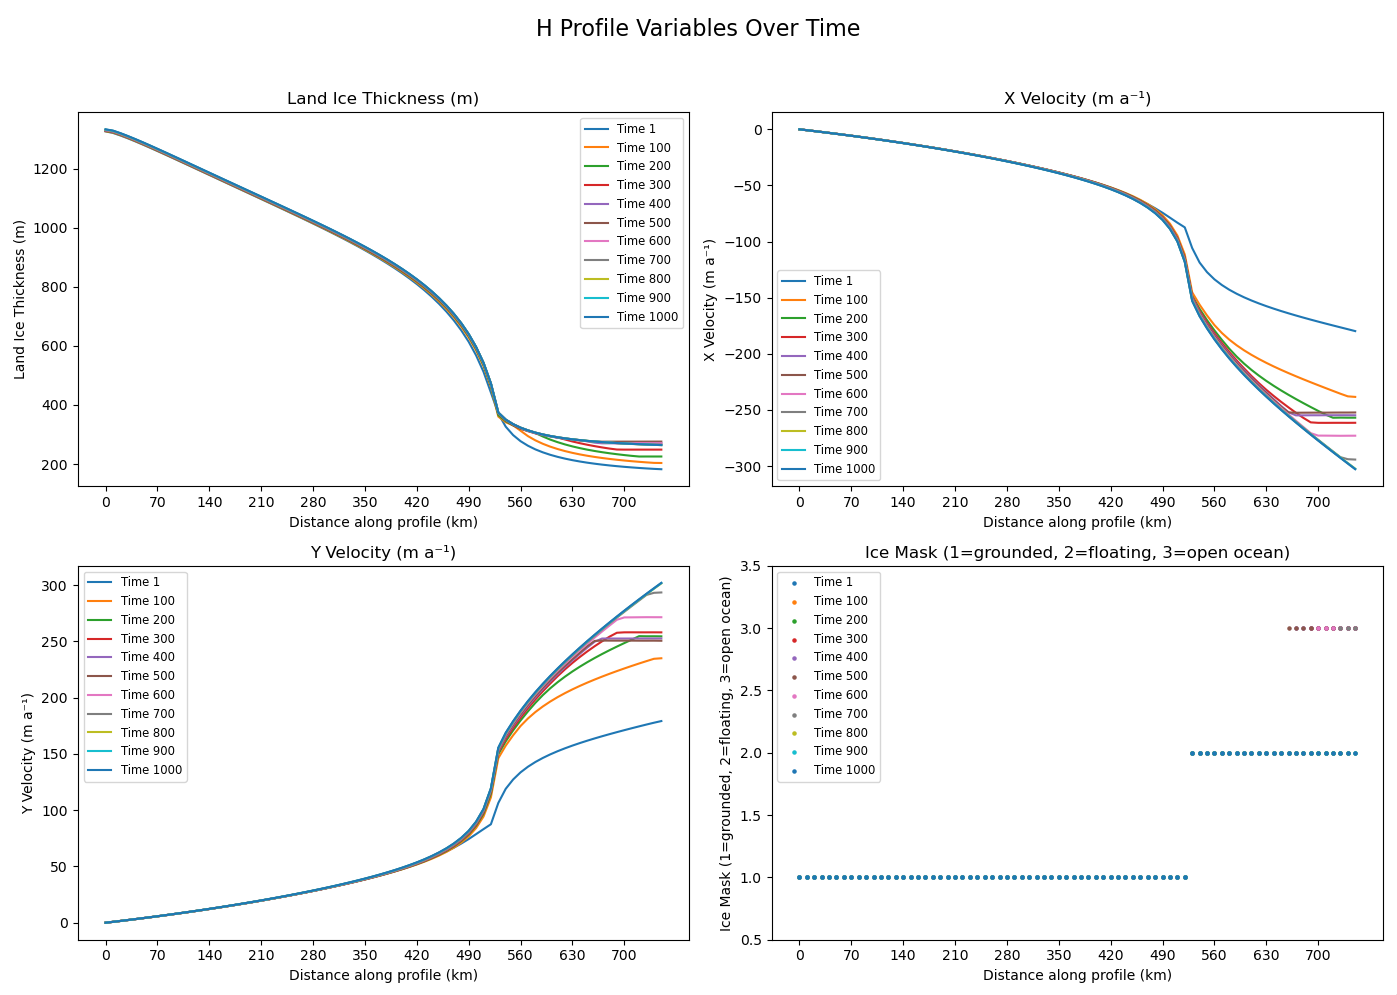 H Profile Variables Over Time
Land Ice Thickness (m)
Land Ice Thickness (m)
1200
1000
800
600
400
200
0 70 140 210 280 350 420 490 560 630 700
Distance along profile (km)
Time 1
Time 100
Time 200
Time 300
Time 400
Time 500
Time 600
Time 700
Time 800
Time 900
Time 1000
X Velocity (m a⁻¹)
X Velocity (m a⁻¹)
0
−50
−100
−150
−200
−250
−300
0 70 140 210 280 350 420 490 560 630 700
Distance along profile (km)
Time 1
Time 100
Time 200
Time 300
Time 400
Time 500
Time 600
Time 700
Time 800
Time 900
Time 1000
Y Velocity (m a⁻¹)
Y Velocity (m a⁻¹)
300
250
200
150
100
50
0
0 70 140 210 280 350 420 490 560 630 700
Distance along profile (km)
Time 1
Time 100
Time 200
Time 300
Time 400
Time 500
Time 600
Time 700
Time 800
Time 900
Time 1000
Ice Mask (1=grounded, 2=floating, 3=open ocean)
Ice Mask (1=grounded, 2=floating, 3=open ocean)
3.5
3.0
2.5
2.0
1.5
1.0
0.5
0 70 140 210 280 350 420 490 560 630 700
Distance along profile (km)
Time 1
Time 100
Time 200
Time 300
Time 400
Time 500
Time 600
Time 700
Time 800
Time 900
Time 1000